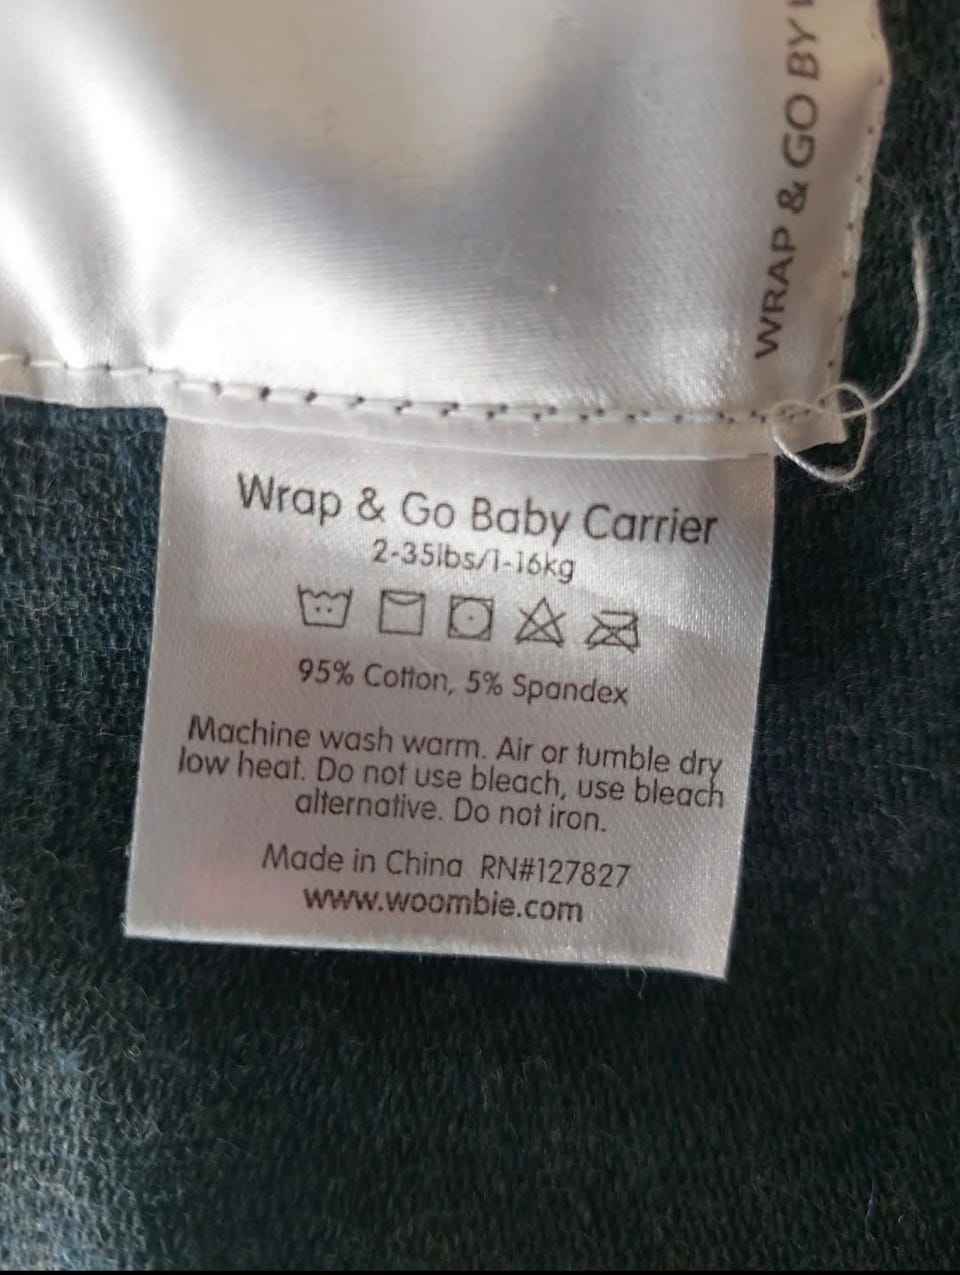 WRAP & GO BY
Wrap & Go Baby Carrier
2-35lbs/1-16kg
95% Cotton, 5% Spandex
Machine wash warm. Air or tumble dry
low heat. Do not use bleach, use bleach
alternative. Do not iron.
Made in China RN#127827
www.woombie.com